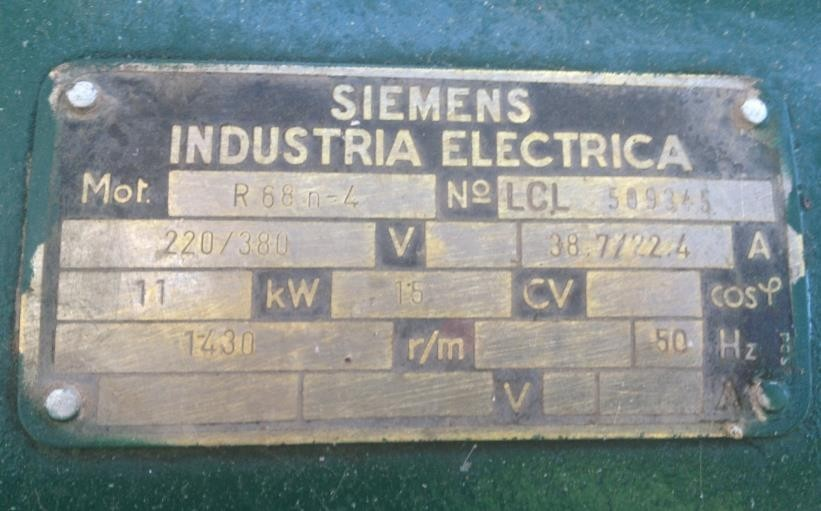 SIEMENS
INDUSTRIA ELECTRICA
Mot. R 68 n-4 Nº LCL 509345
220/380 V 38.7/22.4 A
11 kW 15 CV cosφ
1430 r/m 50 Hz
V A